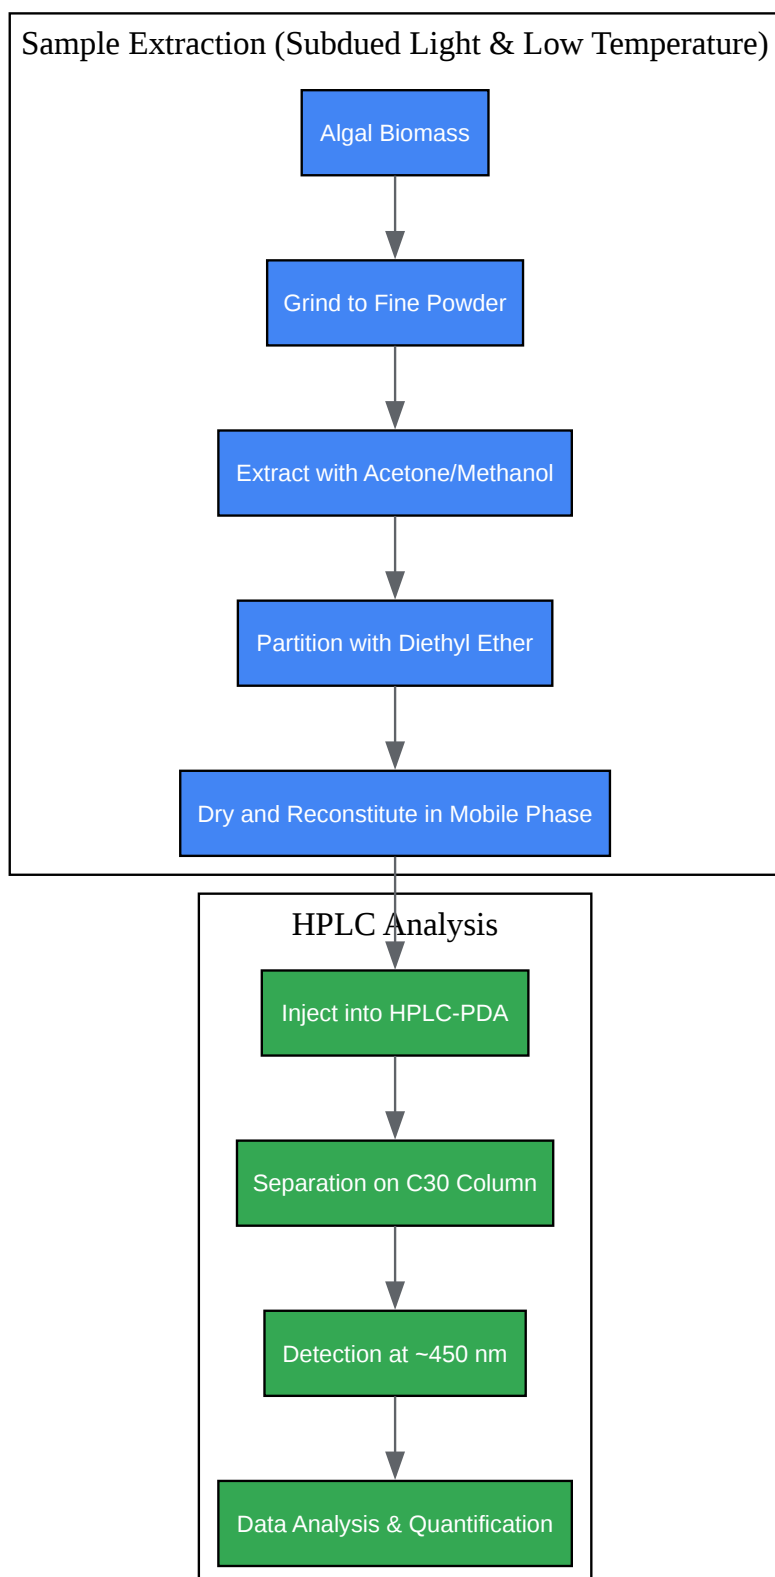 Sample Extraction (Subdued Light & Low Temperature)
Algal Biomass
Grind to Fine Powder
Extract with Acetone/Methanol
Partition with Diethyl Ether
Dry and Reconstitute in Mobile Phase
HPLC Analysis
Inject into HPLC-PDA
Separation on C30 Column
Detection at ~450 nm
Data Analysis & Quantification